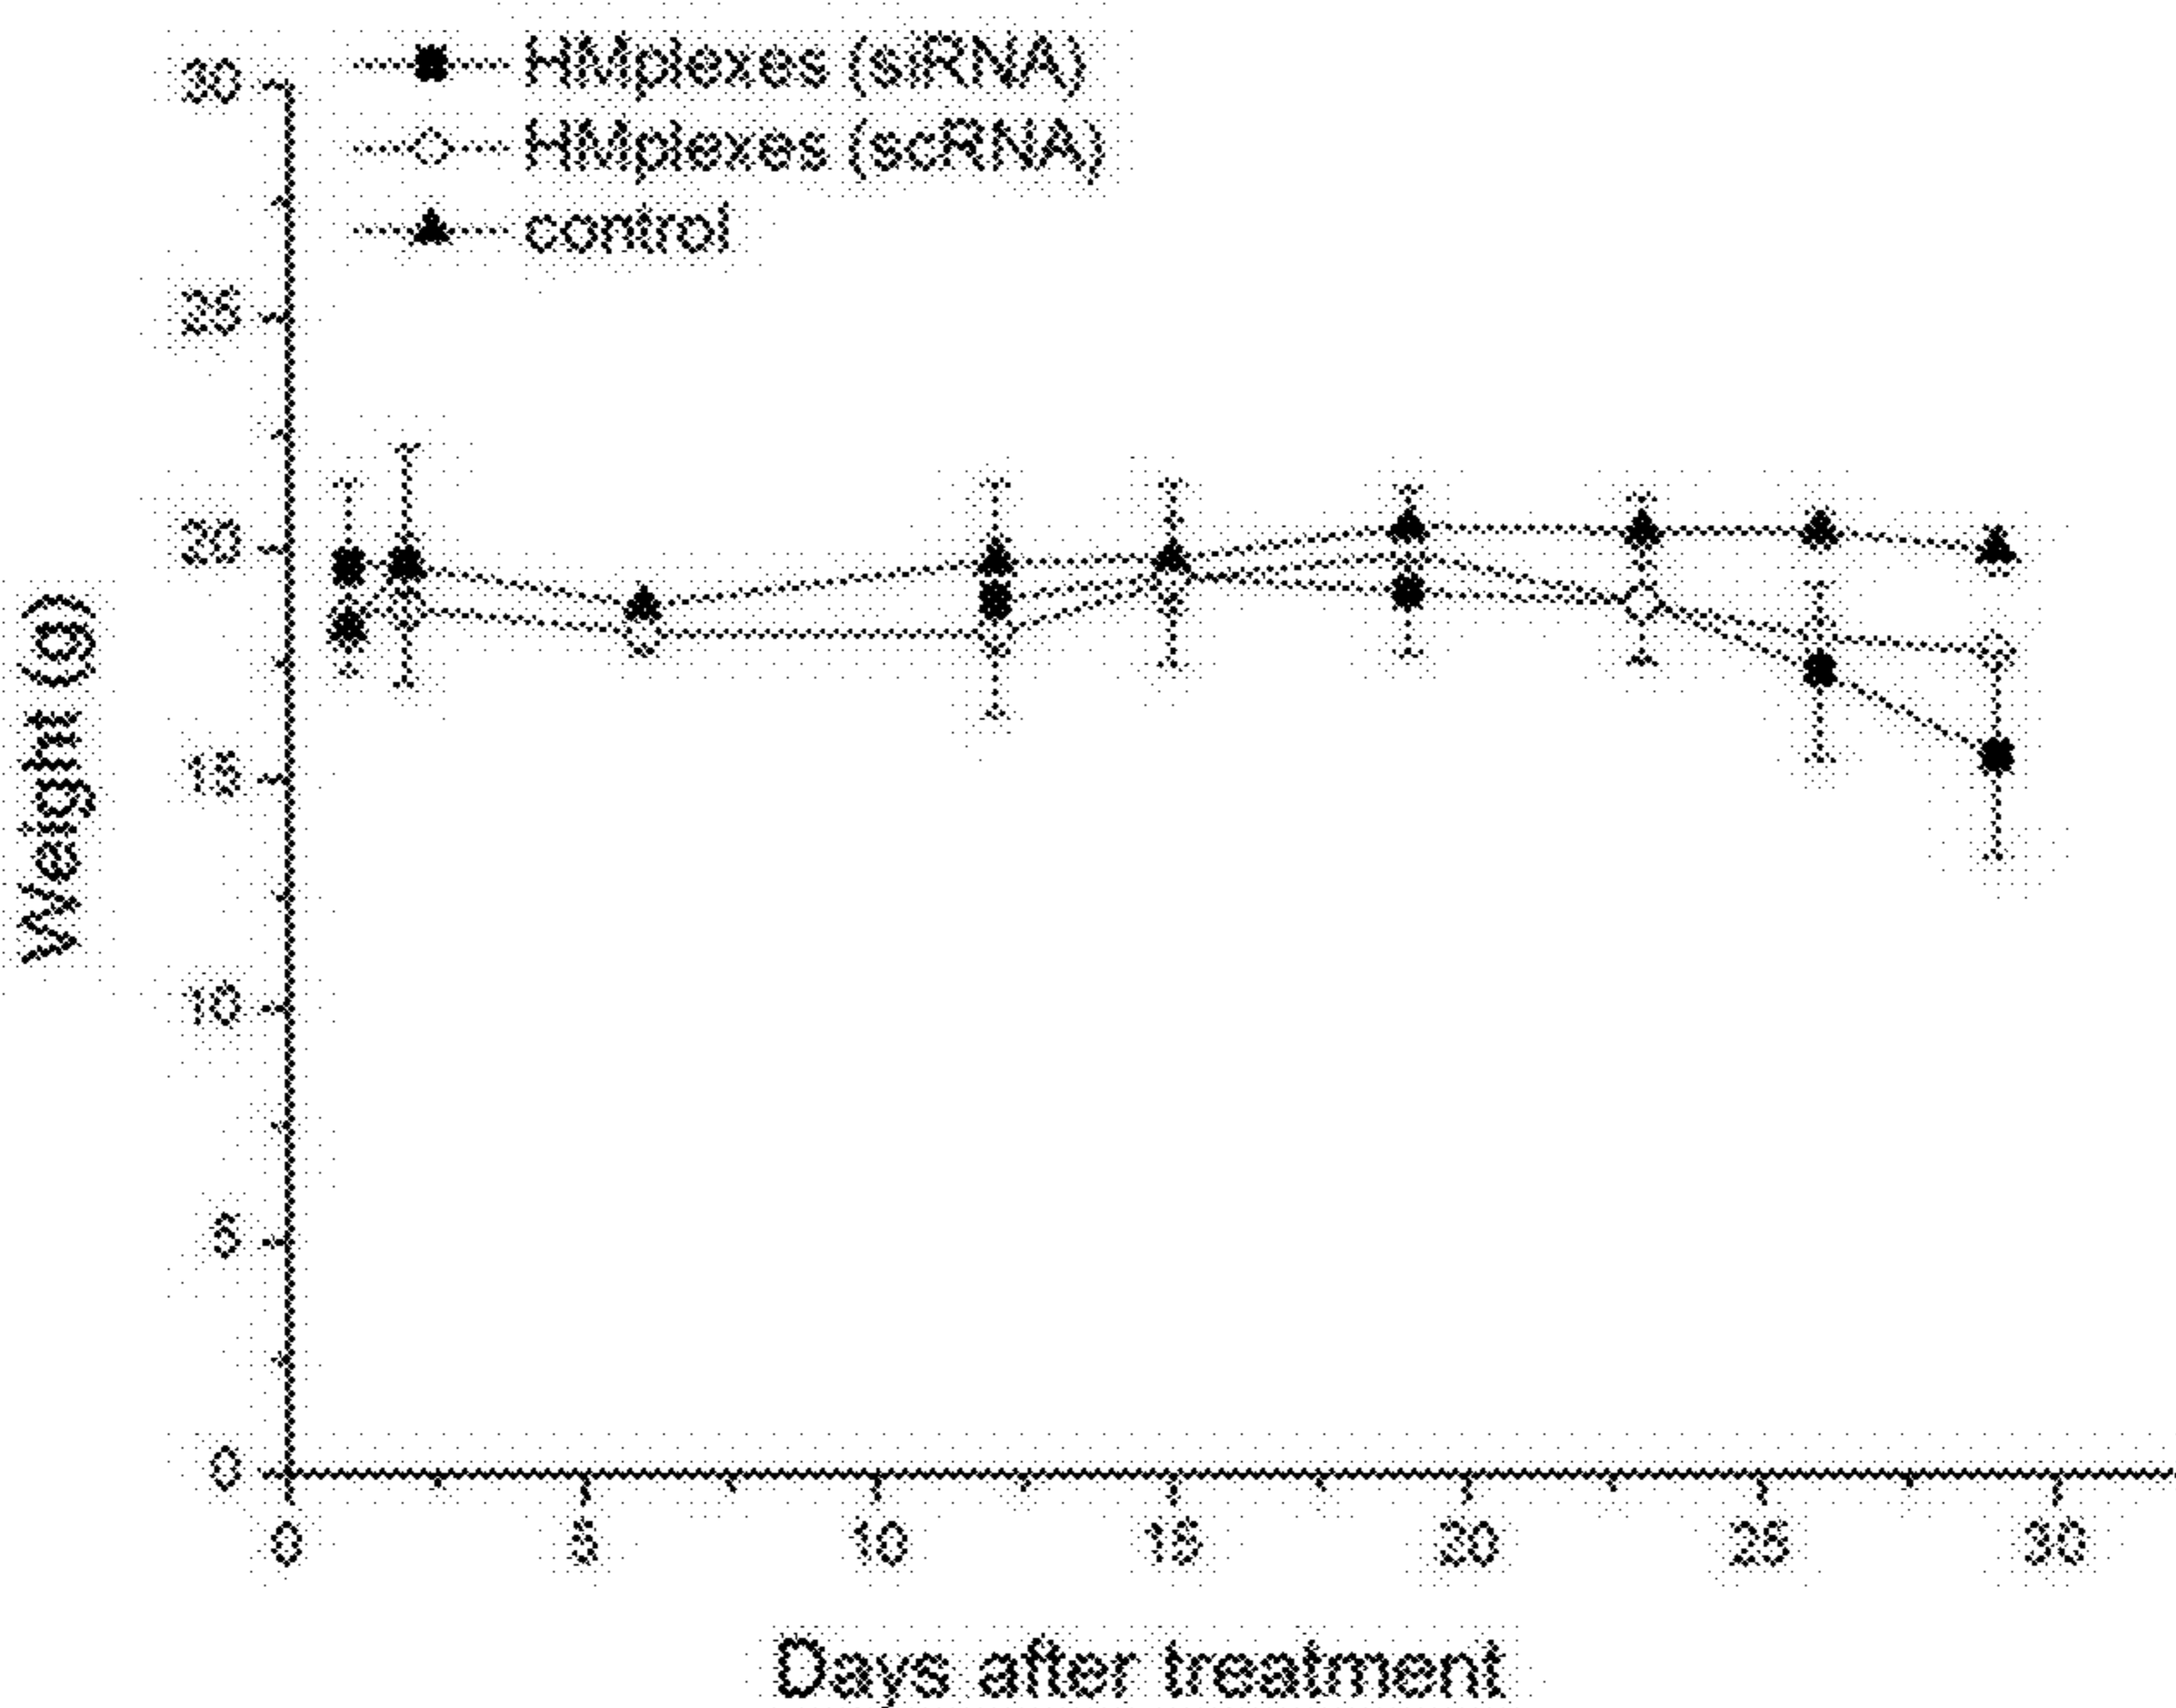 HMplexes (siRNA)
HMplexes (scRNA)
control
30
25
20
15
10
5
0
Weight (g)
0 5 10 15 20 25 30
Days after treatment